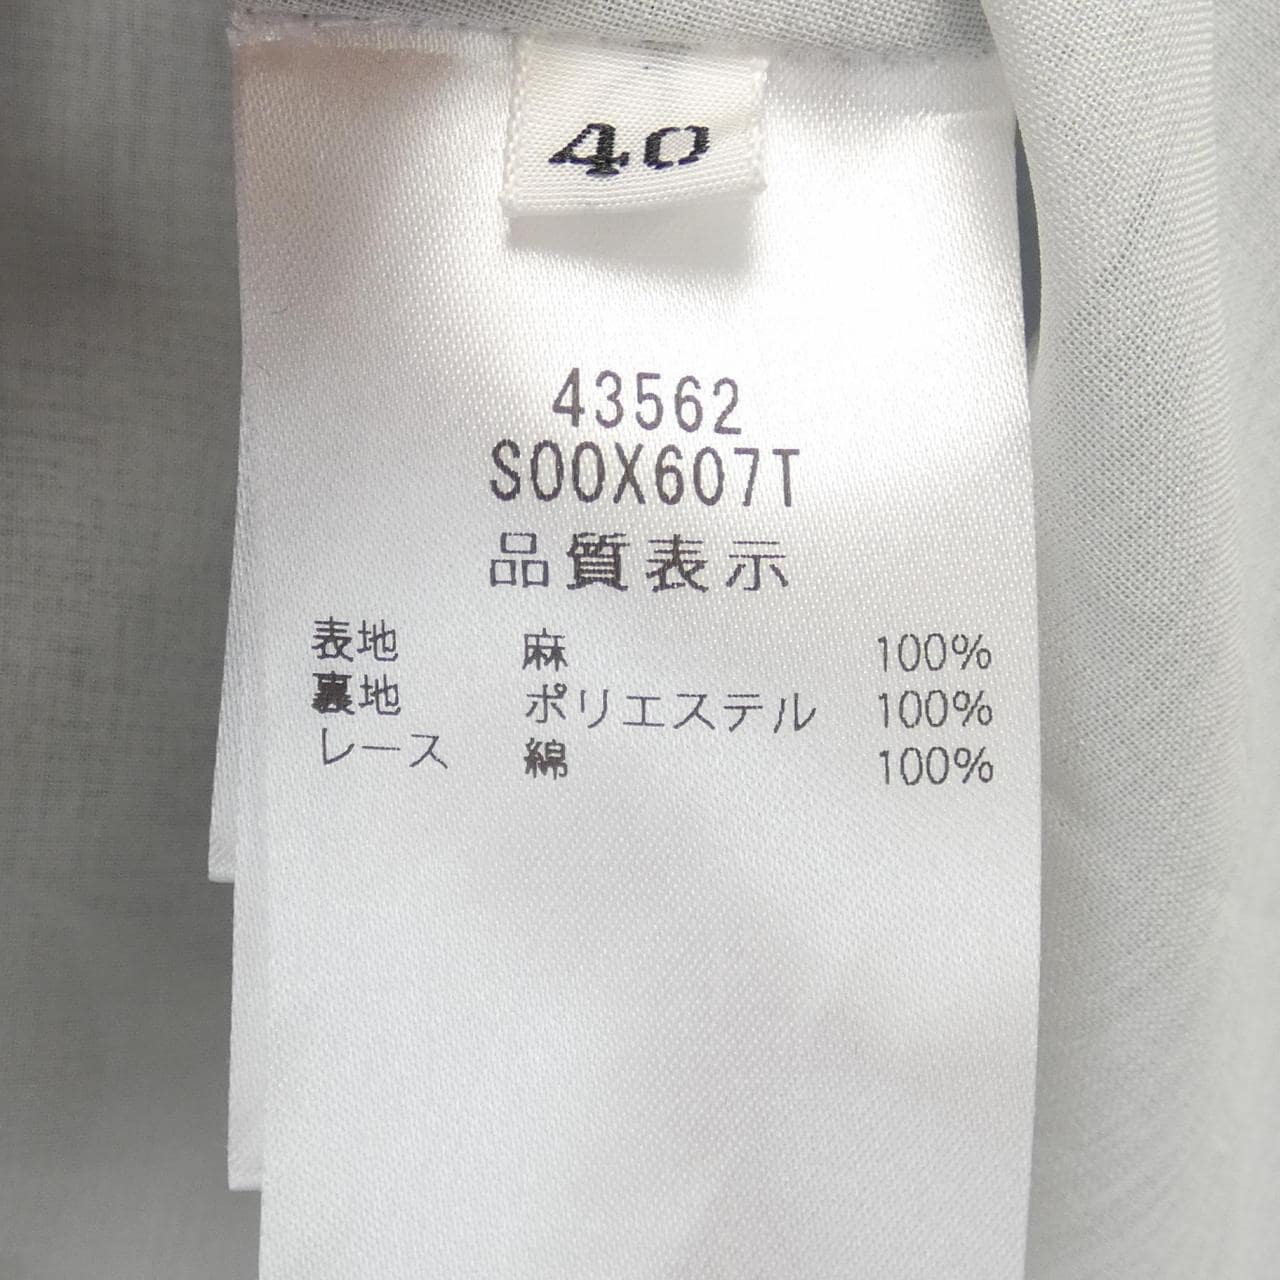 40
43562
S00X607T
品質表示
表地 麻 100%
裏地 ポリエステル 100%
レース 綿 100%